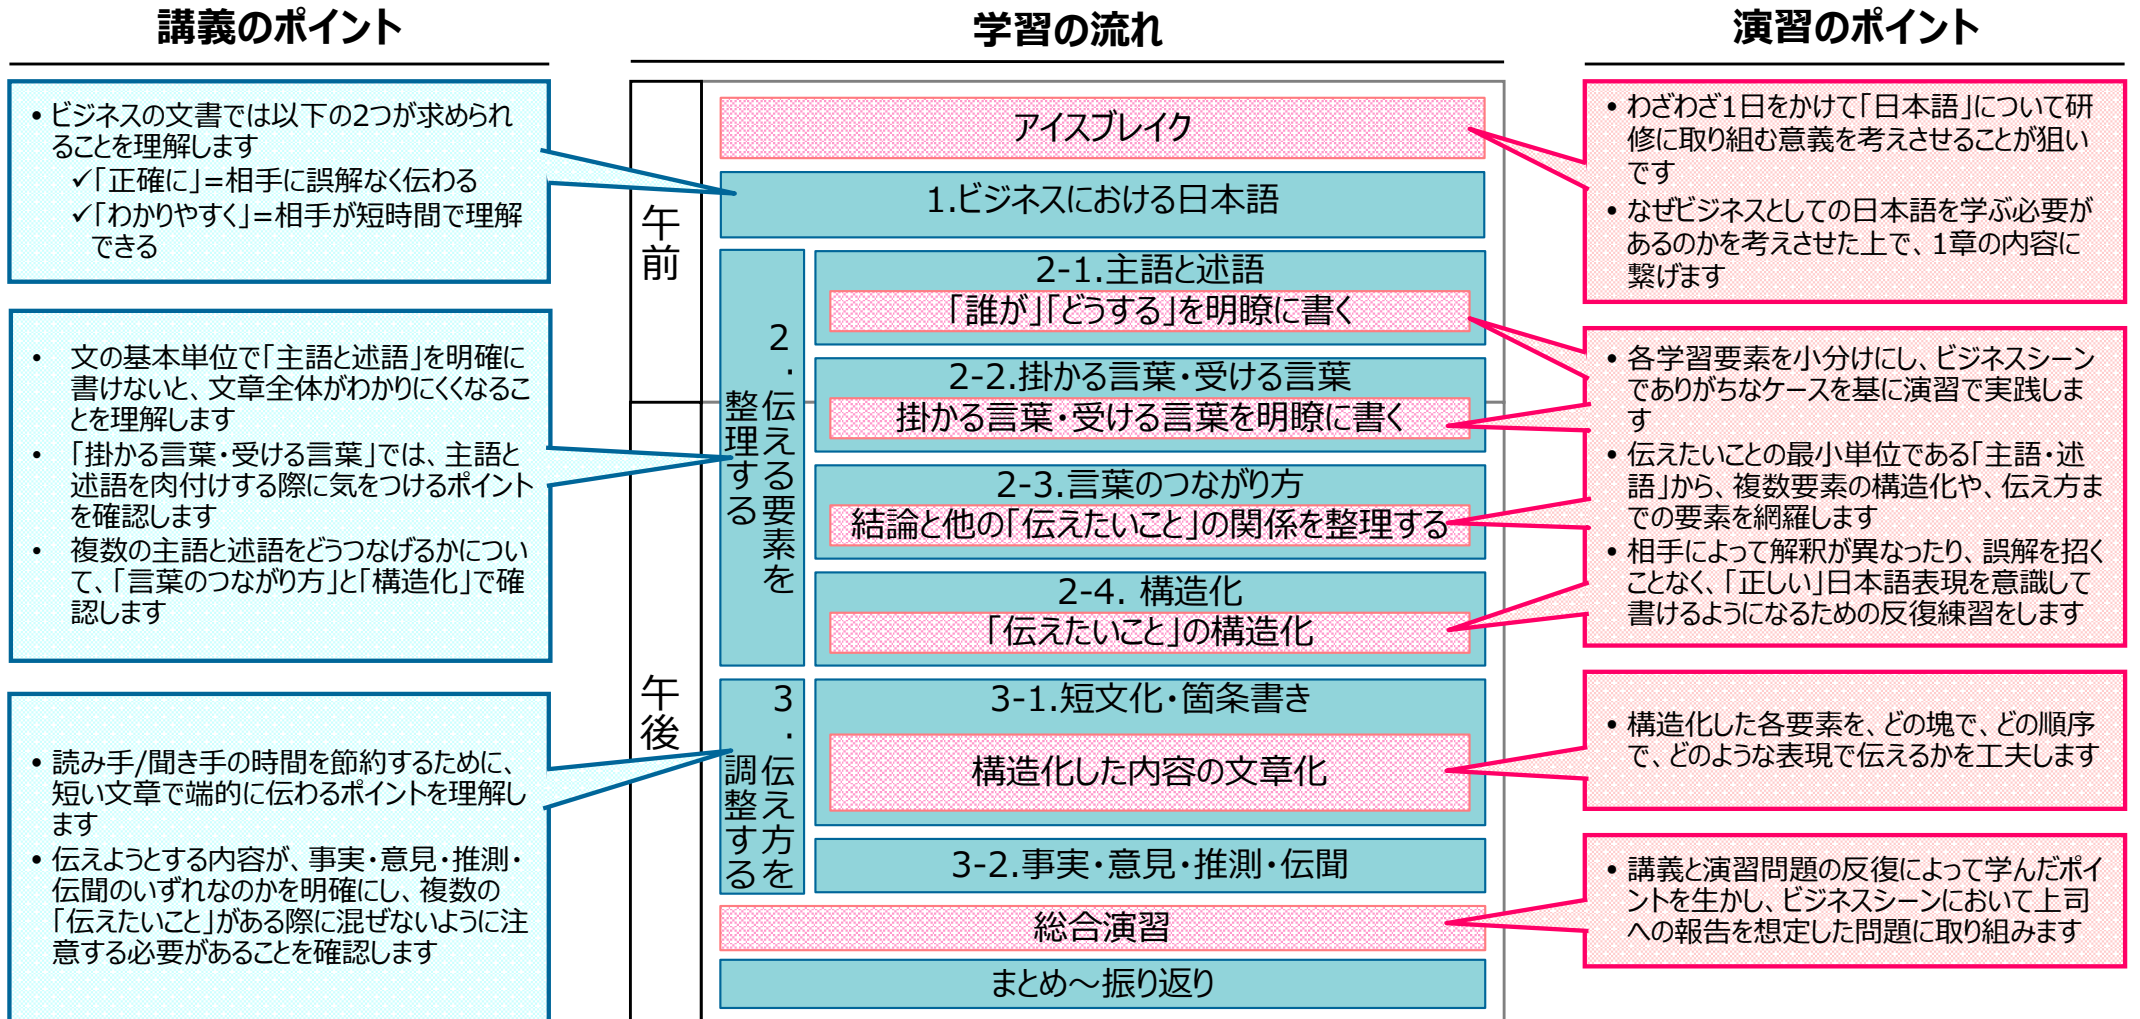 講義のポイント
• ビジネスの文書では以下の2つが求められ
ることを理解します
✓「正確に」=相手に誤解なく伝わる
✓「わかりやすく」=相手が短時間で理解
できる
• 文の基本単位で「主語と述語」を明確に
書けないと、文章全体がわかりにくくなるこ
とを理解します
• 「掛かる言葉・受ける言葉」では、主語と
述語を肉付けする際に気をつけるポイント
を確認します
• 複数の主語と述語をどうつなげるかについ
て、「言葉のつながり方」と「構造化」で確
認します
• 読み手/聞き手の時間を節約するために、
短い文章で端的に伝わるポイントを理解し
ます
• 伝えようとする内容が、事実・意見・推測・
伝聞のいずれなのかを明確にし、複数の
「伝えたいこと」がある際に混ぜないように注
意する必要があることを確認します
学習の流れ
午前
アイスブレイク
1.ビジネスにおける日本語
2.伝える要素を
整理する
2-1.主語と述語
「誰が」「どうする」を明瞭に書く
2-2.掛かる言葉・受ける言葉
掛かる言葉・受ける言葉を明瞭に書く
午後
2-3.言葉のつながり方
結論と他の「伝えたいこと」の関係を整理する
2-4. 構造化
「伝えたいこと」の構造化
3.伝え方を
調整する
3-1.短文化・箇条書き
構造化した内容の文章化
3-2.事実・意見・推測・伝聞
総合演習
まとめ～振り返り
演習のポイント
• わざわざ1日をかけて「日本語」について研
修に取り組む意義を考えさせることが狙い
です
• なぜビジネスとしての日本語を学ぶ必要が
あるのかを考えさせた上で、1章の内容に
繋げます
• 各学習要素を小分けにし、ビジネスシーン
でありがちなケースを基に演習で実践しま
す
• 伝えたいことの最小単位である「主語・述
語」から、複数要素の構造化や、伝え方ま
での要素を網羅します
• 相手によって解釈が異なったり、誤解を招く
ことなく、「正しい」日本語表現を意識して
書けるようになるための反復練習をします
• 構造化した各要素を、どの塊で、どの順序
で、どのような表現で伝えるかを工夫します
• 講義と演習問題の反復によって学んだポイ
ントを生かし、ビジネスシーンにおいて上司
への報告を想定した問題に取り組みます